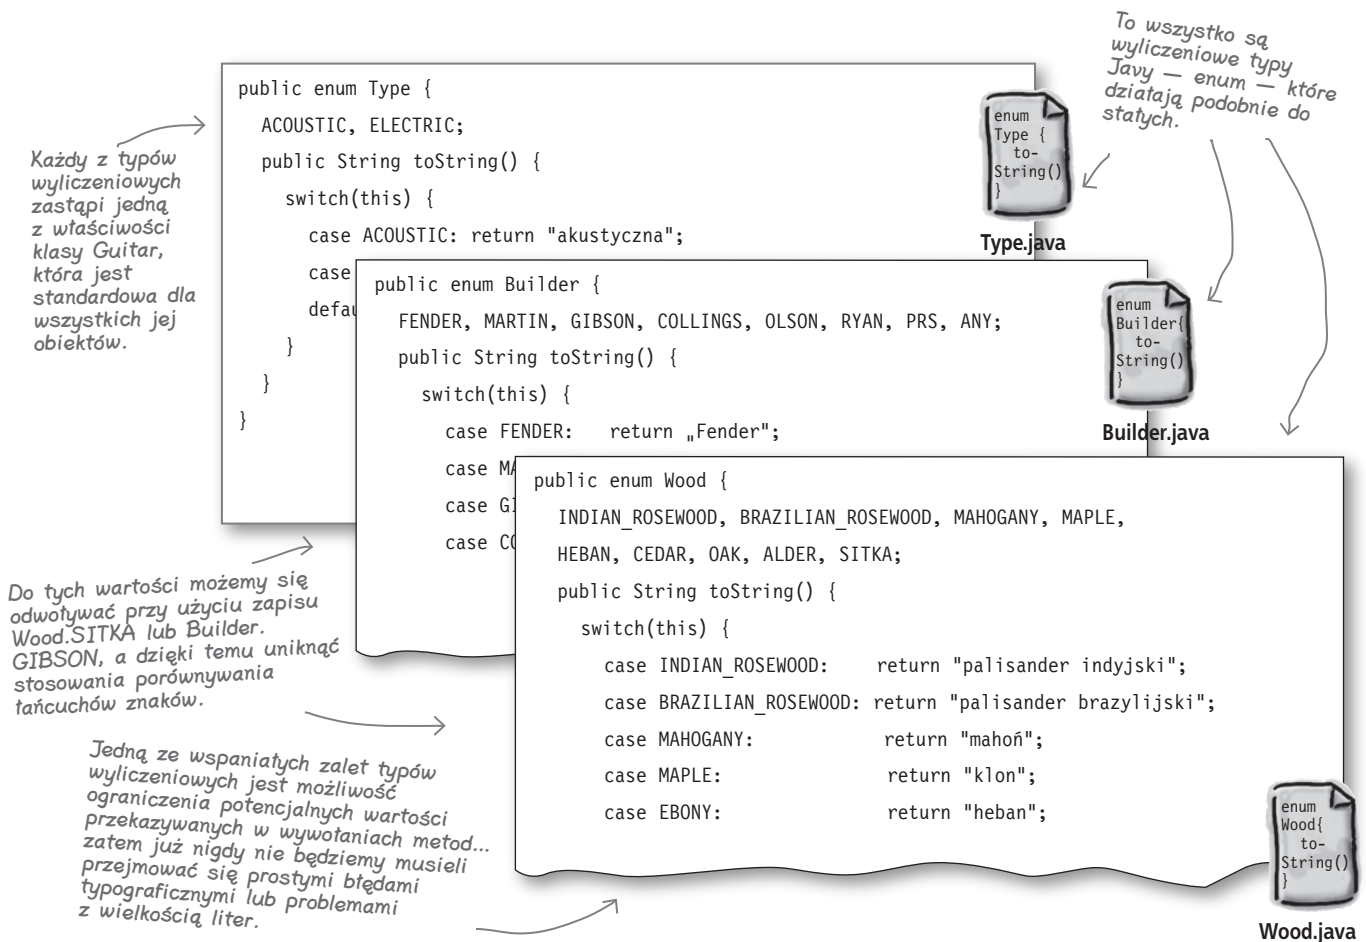 To wszystko są
wyliczeniowe typy
Javy — enum — które
działają podobnie do
stałych.
public enum Type {
ACOUSTIC, ELECTRIC;
public String toString() {
switch(this) {
case ACOUSTIC: return "akustyczna";
case
defau
}
}
}
enum
Type {
to-
String()
}
Type.java
Każdy z typów
wyliczeniowych
zastąpi jedną
z właściwości
klasy Guitar,
która jest
standardowa dla
wszystkich jej
obiektów.
public enum Builder {
FENDER, MARTIN, GIBSON, COLLINGS, OLSON, RYAN, PRS, ANY;
public String toString() {
switch(this) {
case FENDER: return „Fender";
case MA
case GI
case CO
enum
Builder{
to-
String()
}
Builder.java
public enum Wood {
INDIAN_ROSEWOOD, BRAZILIAN_ROSEWOOD, MAHOGANY, MAPLE,
HEBAN, CEDAR, OAK, ALDER, SITKA;
public String toString() {
switch(this) {
case INDIAN_ROSEWOOD: return "palisander indyjski";
case BRAZILIAN_ROSEWOOD: return "palisander brazylijski";
case MAHOGANY: return "mahoń";
case MAPLE: return "klon";
case EBONY: return "heban";
enum
Wood{
to-
String()
}
Wood.java
Do tych wartości możemy się
odwoływać przy użyciu zapisu
Wood.SITKA lub Builder.
GIBSON, a dzięki temu uniknąć
stosowania porównywania
łańcuchów znaków.
Jedną ze wspaniałych zalet typów
wyliczeniowych jest możliwość
ograniczenia potencjalnych wartości
przekazywanych w wywołaniach metod...
zatem już nigdy nie będziemy musieli
przejmować się prostymi błędami
typograficznymi lub problemami
z wielkością liter.